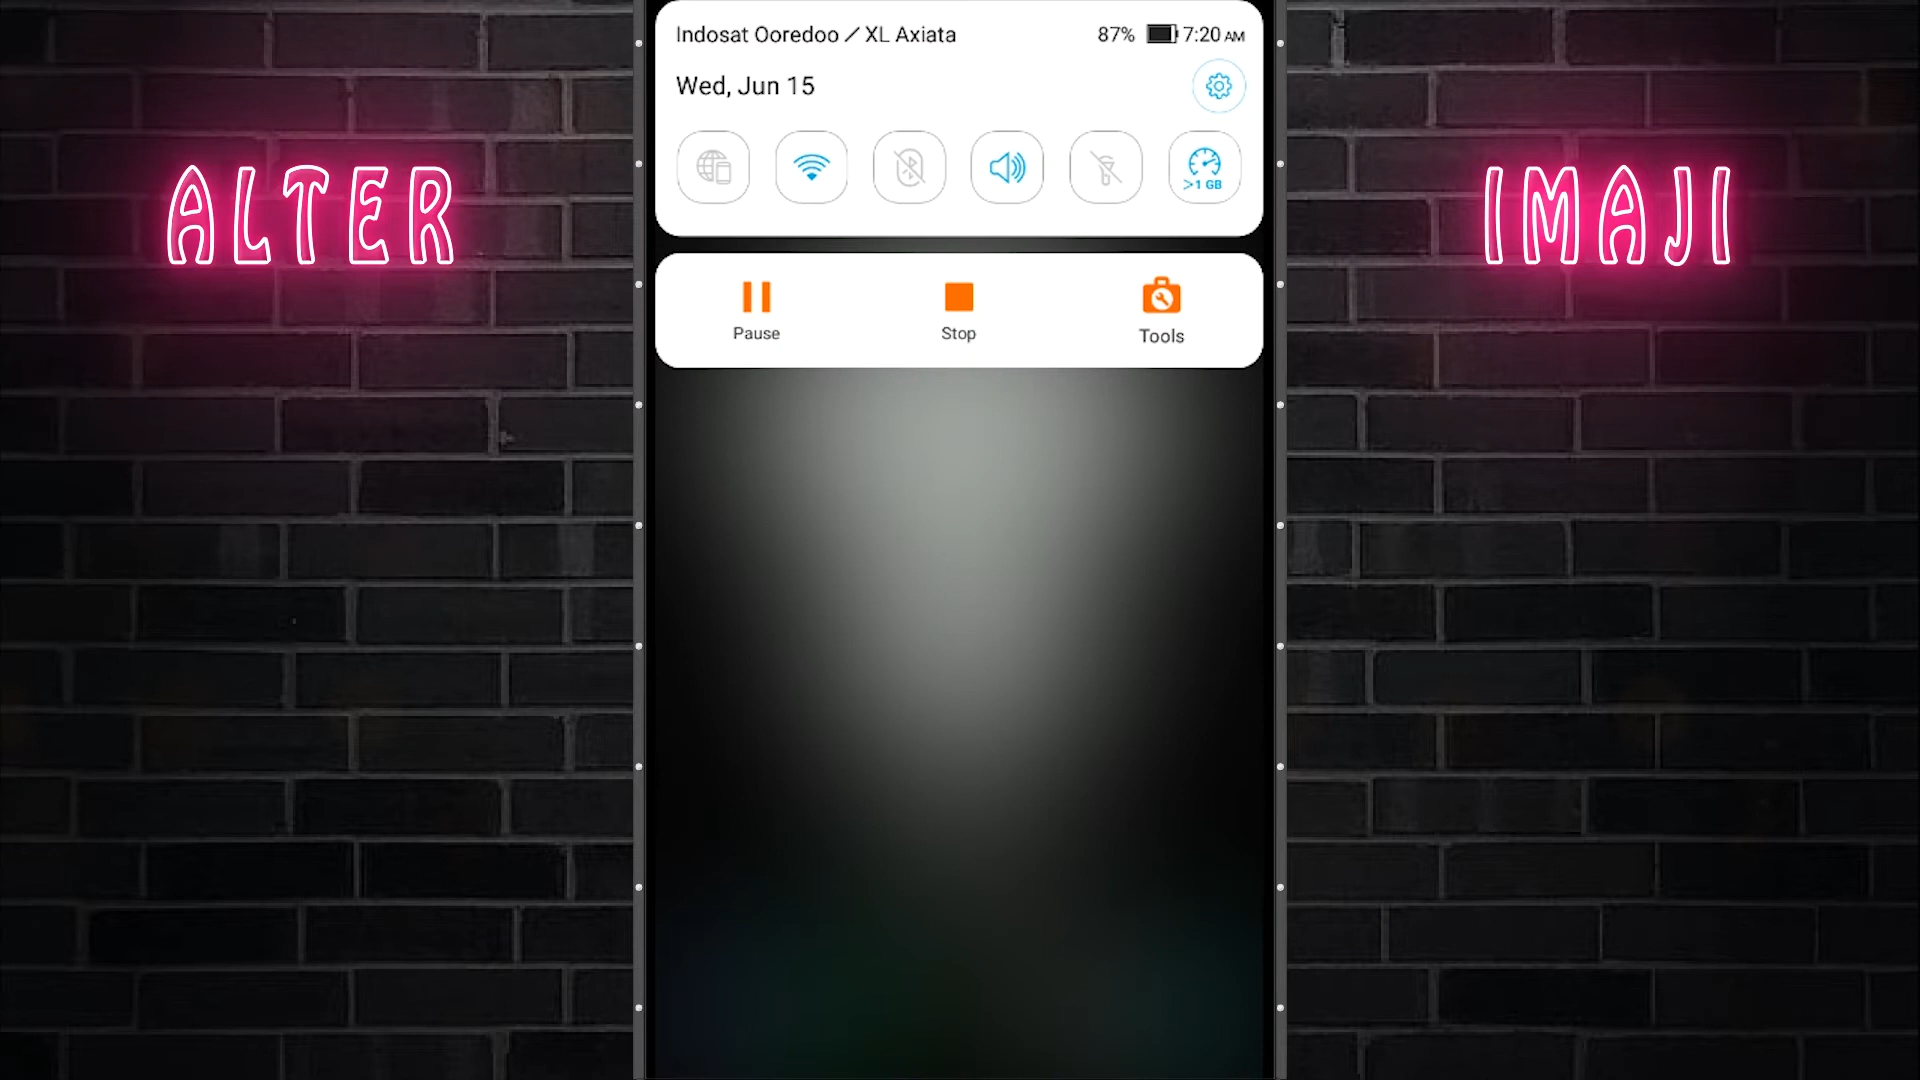 Indosat Ooredoo / XL Axiata 87% 7:20 AM
Wed, Jun 15
>1 GB
ALTER IMAJI
Pause Stop Tools